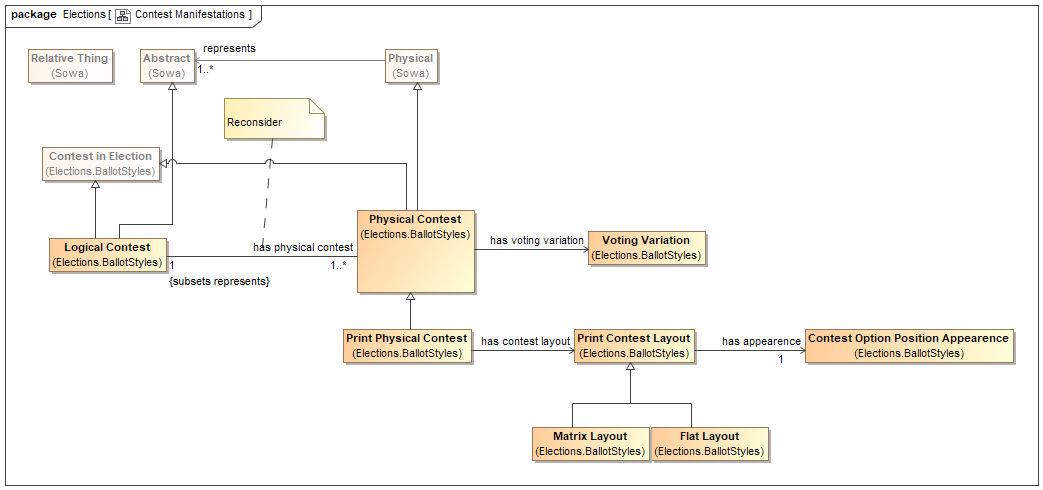 package Elections [ Contest Manifestations ]
represents
Relative Thing
(Sowa)
Abstract
(Sowa)
1..*
Physical
(Sowa)
Reconsider
Contest in Election
(Elections.BallotStyles)
Physical Contest
(Elections.BallotStyles)
Logical Contest
(Elections.BallotStyles)
has physical contest
1
1..*
{subsets represents}
has voting variation
Voting Variation
(Elections.BallotStyles)
Print Physical Contest
(Elections.BallotStyles)
has contest layout
Print Contest Layout
(Elections.BallotStyles)
has appearence
1
Contest Option Position Appearence
(Elections.BallotStyles)
Matrix Layout
(Elections.BallotStyles)
Flat Layout
(Elections.BallotStyles)